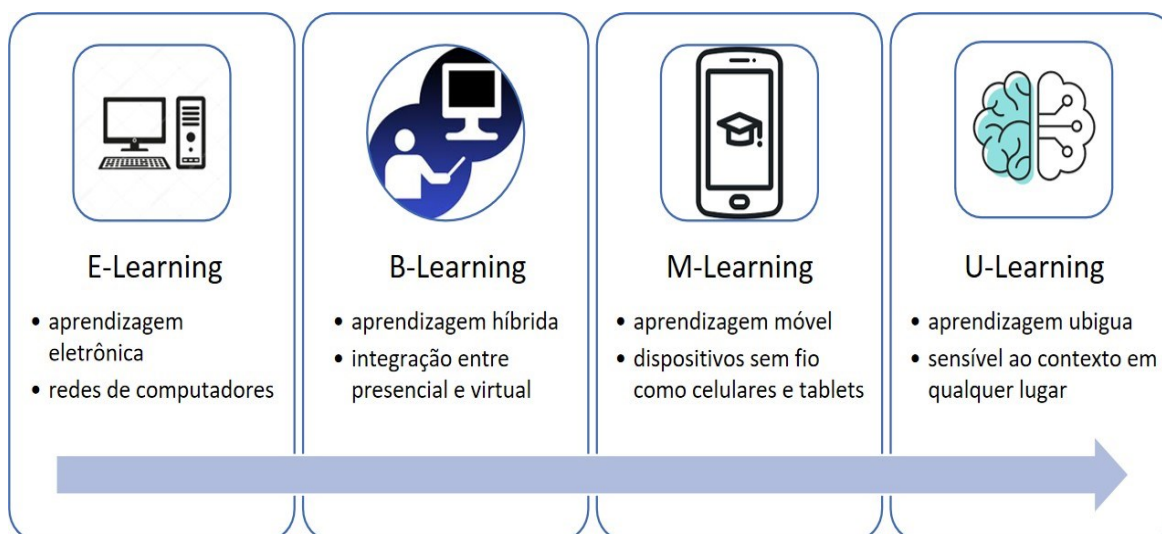 E-Learning
• aprendizagem
eletrônica
• redes de computadores
B-Learning
• aprendizagem híbrida
• integração entre
presencial e virtual
M-Learning
• aprendizagem móvel
• dispositivos sem fio
como celulares e tablets
U-Learning
• aprendizagem ubigua
• sensível ao contexto em
qualquer lugar